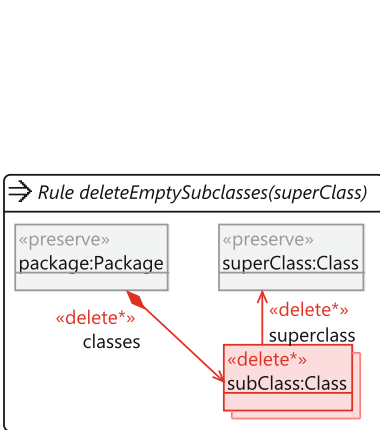 Rule deleteEmptySubclasses(superClass)
«preserve»
package:Package
«preserve»
superClass:Class
«delete*»
classes
«delete*»
superclass
«delete*»
subClass:Class